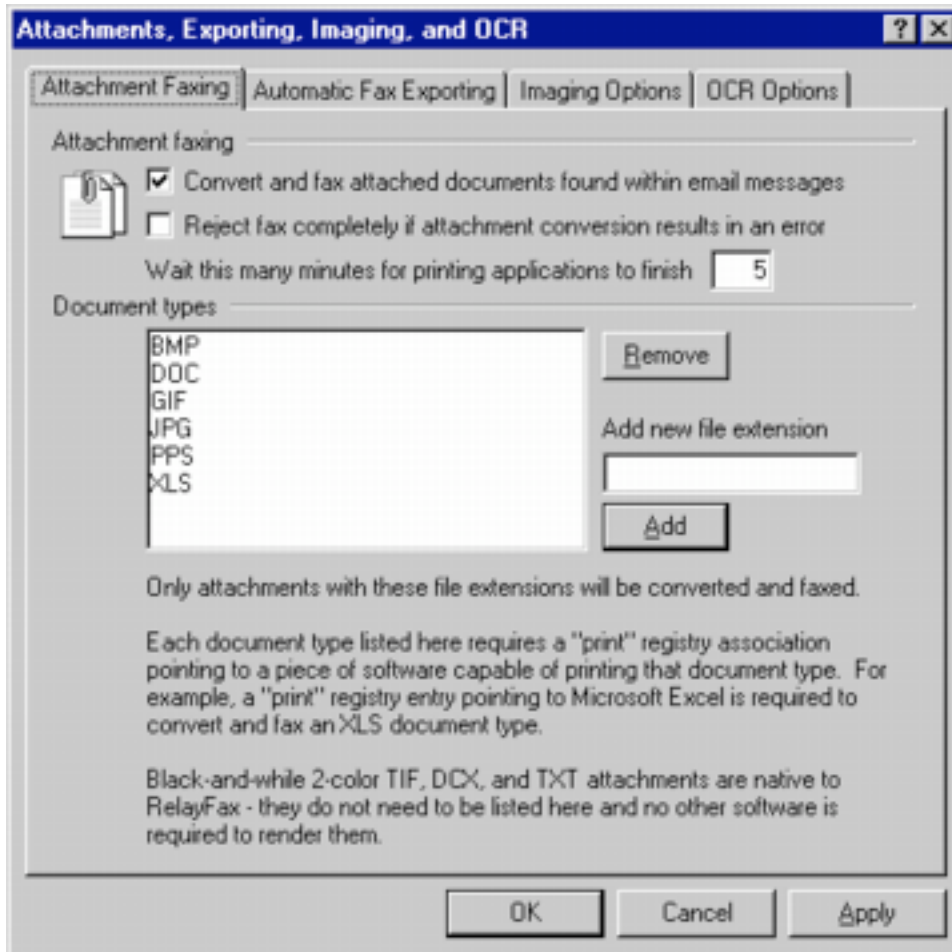 Attachments, Exporting, Imaging, and OCR
Attachment Faxing
Automatic Fax Exporting
Imaging Options
OCR Options
Attachment faxing
Convert and fax attached documents found within email messages
Reject fax completely if attachment conversion results in an error
Wait this many minutes for printing applications to finish 5
Document types
BMP
DOC
GIF
JPG
PPS
XLS
Remove
Add new file extension
Add
Only attachments with these file extensions will be converted and faxed.
Each document type listed here requires a "print" registry association
pointing to a piece of software capable of printing that document type. For
example, a "print" registry entry pointing to Microsoft Excel is required to
convert and fax an XLS document type.
Black-and-while 2-color TIF, DCX, and TXT attachments are native to
RelayFax - they do not need to be listed here and no other software is
required to render them.
OK
Cancel
Apply